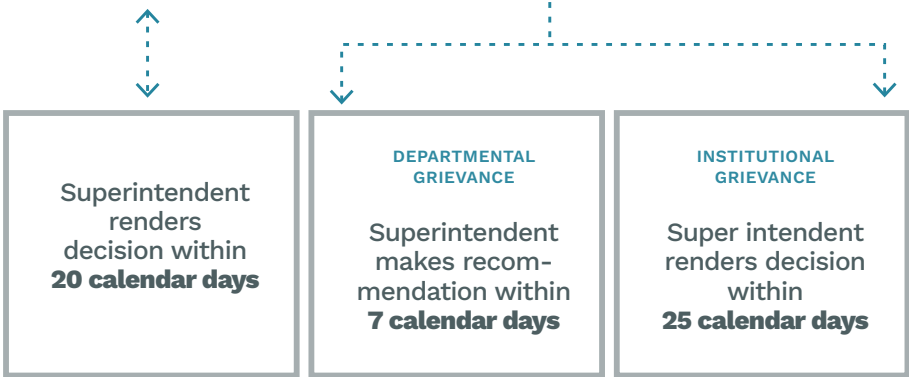 Superintendent
renders
decision within
20 calendar days
DEPARTMENTAL
GRIEVANCE
Superintendent
makes recom-
mendation within
7 calendar days
INSTITUTIONAL
GRIEVANCE
Super intendent
renders decision
within
25 calendar days